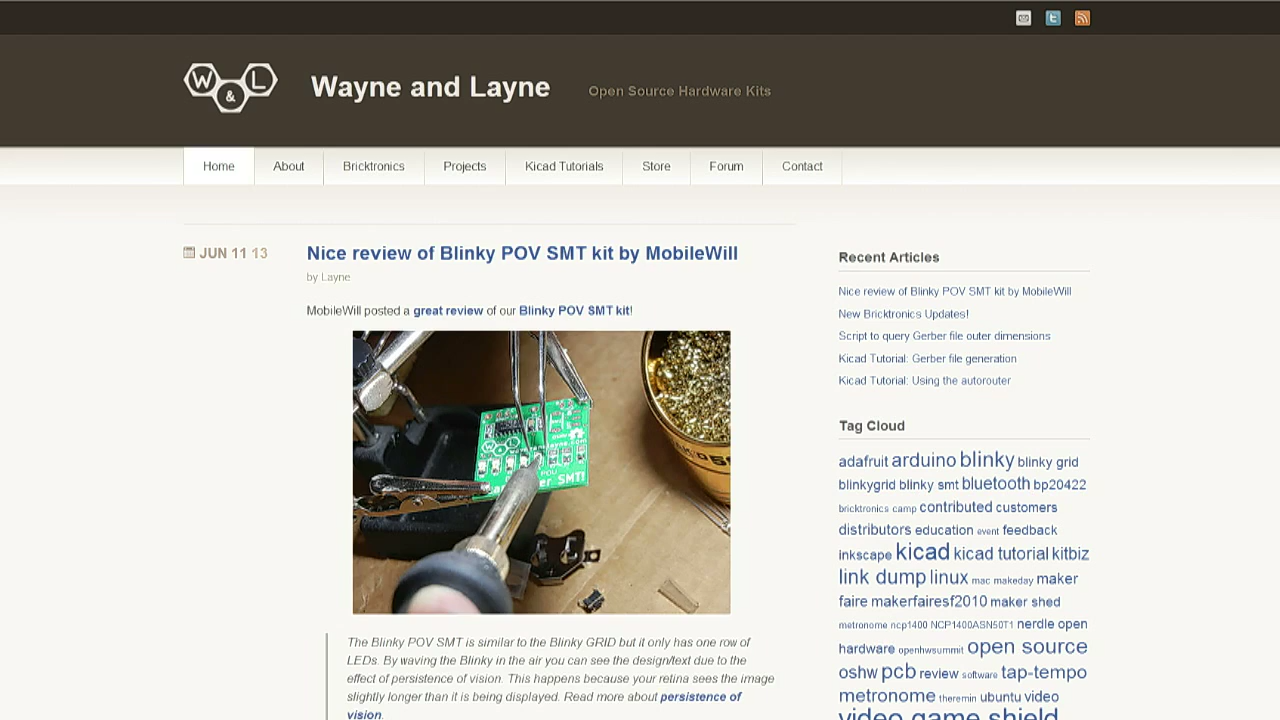 W & L
Wayne and Layne
Open Source Hardware Kits
Home
About
Bricktronics
Projects
Kicad Tutorials
Store
Forum
Contact
JUN 11 13
Nice review of Blinky POV SMT kit by MobileWill
by Layne
MobileWill posted a great review of our Blinky POV SMT kit!
The Blinky POV SMT is similar to the Blinky GRID but it only has one row of
LEDs. By waving the Blinky in the air you can see the design/text due to the
effect of persistence of vision. This happens because your retina sees the image
slightly longer than it is being displayed. Read more about persistence of
vision.
Recent Articles
Nice review of Blinky POV SMT kit by MobileWill
New Bricktronics Updates!
Script to query Gerber file outer dimensions
Kicad Tutorial: Gerber file generation
Kicad Tutorial: Using the autorouter
Tag Cloud
adafruit arduino blinky blinky grid
blinkygrid blinky smt bluetooth bp20422
bricktronics camp contributed customers
distributors education event feedback
inkscape kicad kicad tutorial kitbiz
link dump linux mac makeday maker
faire makerfairesf2010 maker shed
metronome ncp1400 NCP1400ASN50T1 nerdle open
hardware openhwsummit open source
oshw pcb review software tap-tempo
metronome theremin ubuntu video
video game shield